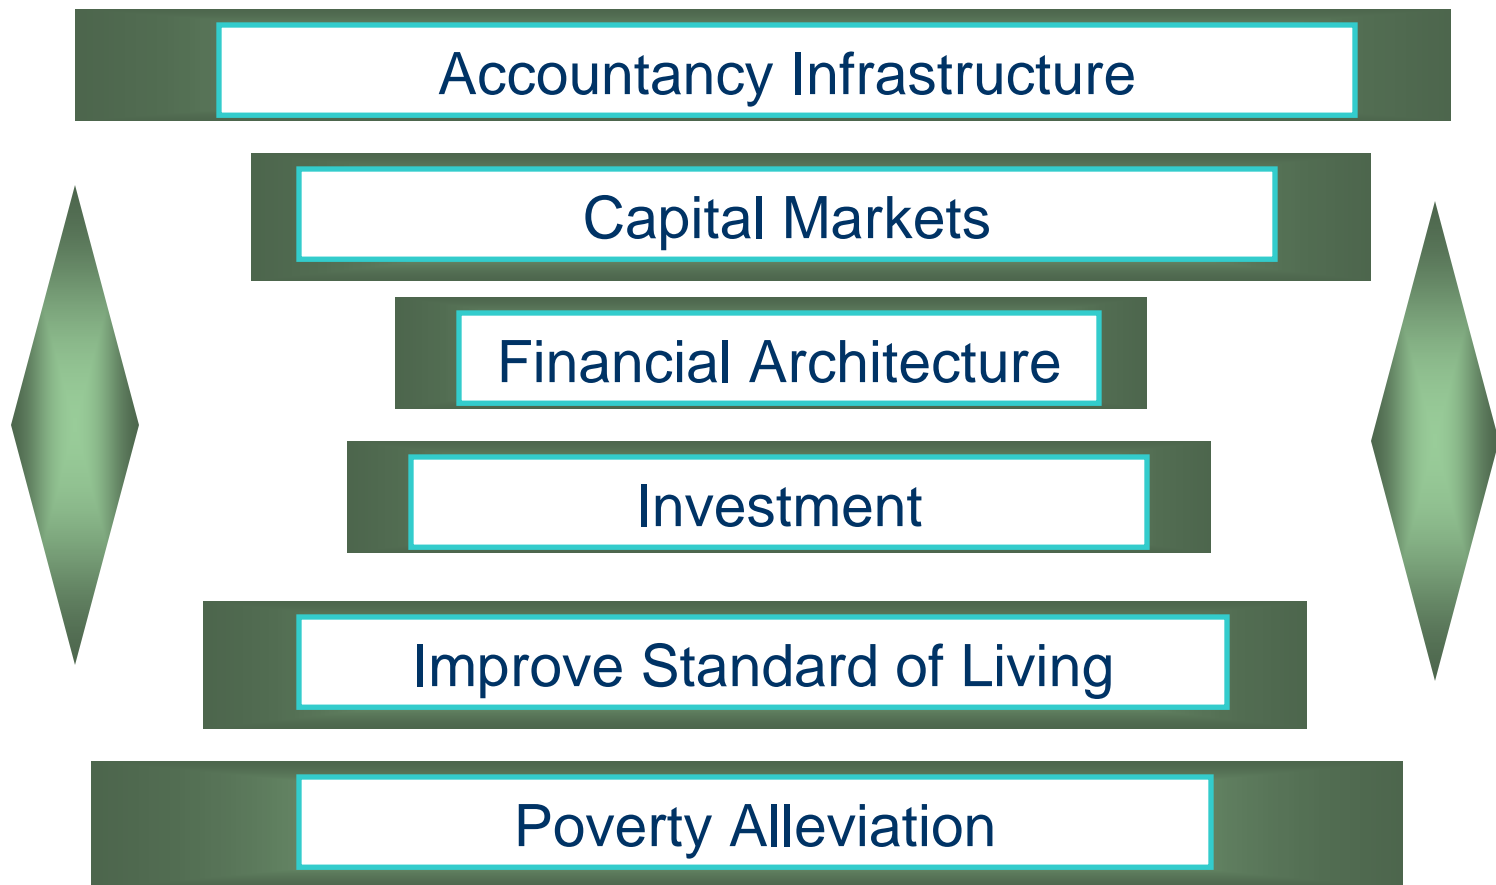 Accountancy Infrastructure
Capital Markets
Financial Architecture
Investment
Improve Standard of Living
Poverty Alleviation